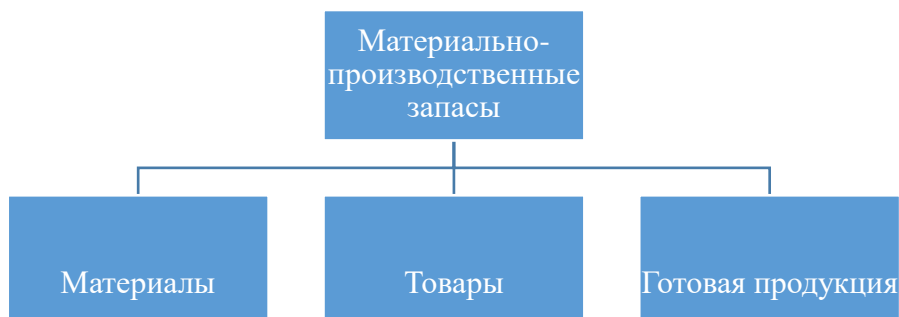 Материально-
производственные
запасы
Материалы
Товары
Готовая продукция